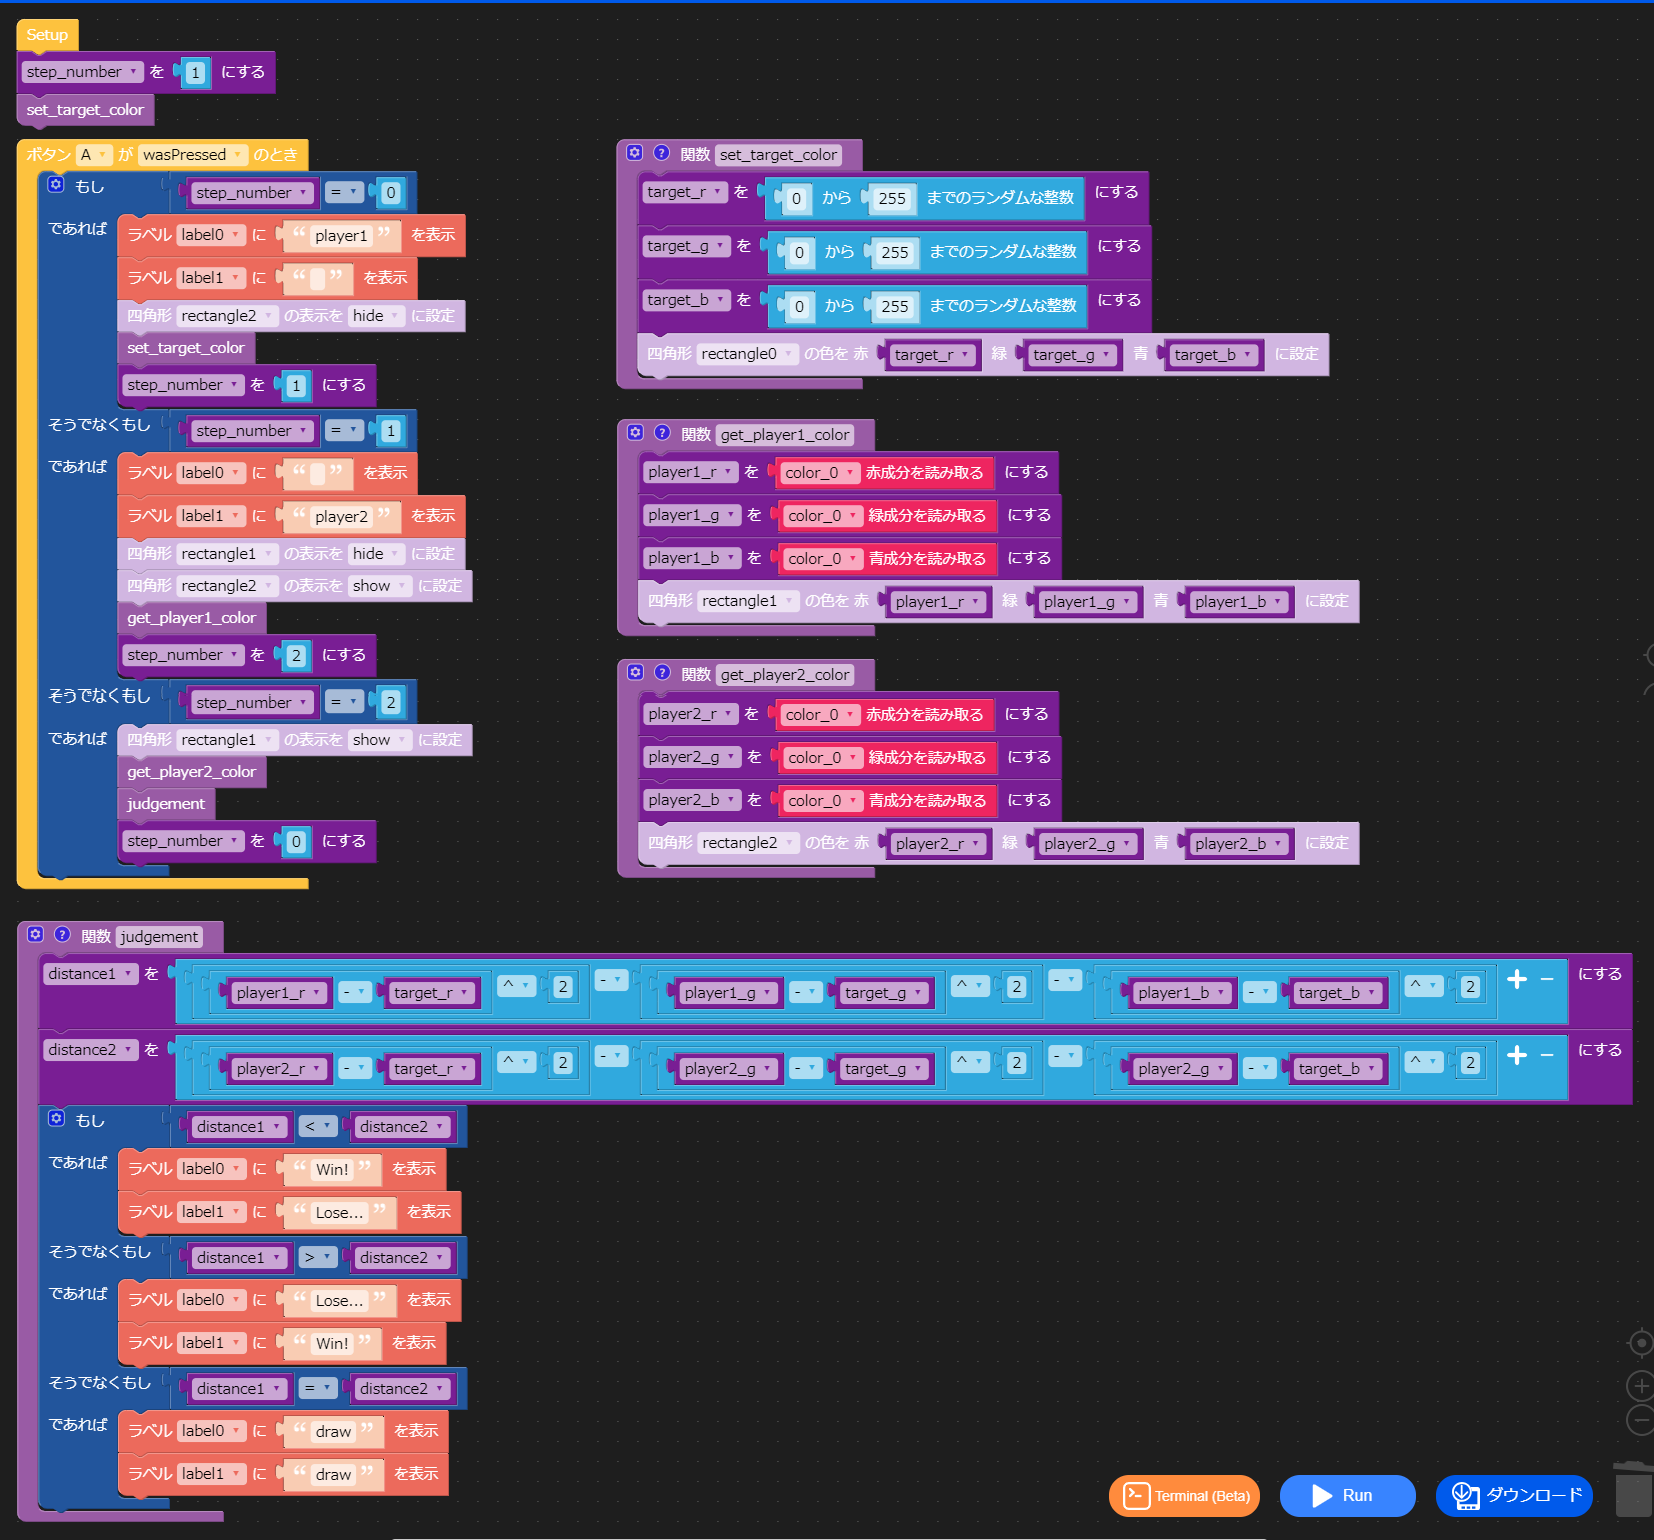 Setup
step_number を 1 にする
set_target_color
ボタン A が wasPressed のとき
もし step_number = 0
であれば ラベル label0 に “ player1 ” を表示
ラベル label1 に “ ” を表示
四角形 rectangle2 の表示を hide に設定
set_target_color
step_number を 1 にする
そうでなくもし step_number = 1
であれば ラベル label0 に “ ” を表示
ラベル label1 に “ player2 ” を表示
四角形 rectangle1 の表示を hide に設定
四角形 rectangle2 の表示を show に設定
get_player1_color
step_number を 2 にする
そうでなくもし step_number = 2
であれば 四角形 rectangle1 の表示を show に設定
get_player2_color
judgement
step_number を 0 にする
? 関数 set_target_color
target_r を 0 から 255 までのランダムな整数 にする
target_g を 0 から 255 までのランダムな整数 にする
target_b を 0 から 255 までのランダムな整数 にする
四角形 rectangle0 の色を 赤 target_r 緑 target_g 青 target_b に設定
? 関数 get_player1_color
player1_r を color_0 赤成分を読み取る にする
player1_g を color_0 緑成分を読み取る にする
player1_b を color_0 青成分を読み取る にする
四角形 rectangle1 の色を 赤 player1_r 緑 player1_g 青 player1_b に設定
? 関数 get_player2_color
player2_r を color_0 赤成分を読み取る にする
player2_g を color_0 緑成分を読み取る にする
player2_b を color_0 青成分を読み取る にする
四角形 rectangle2 の色を 赤 player2_r 緑 player2_g 青 player2_b に設定
? 関数 judgement
distance1 を player1_r - target_r ^ 2 - player1_g - target_g ^ 2 - player1_b - target_b ^ 2 + - にする
distance2 を player2_r - target_r ^ 2 - player2_g - target_g ^ 2 - player2_g - target_b ^ 2 + - にする
もし distance1 < distance2
であれば ラベル label0 に “ Win! ” を表示
ラベル label1 に “ Lose... ” を表示
そうでなくもし distance1 > distance2
であれば ラベル label0 に “ Lose... ” を表示
ラベル label1 に “ Win! ” を表示
そうでなくもし distance1 = distance2
であれば ラベル label0 に “ draw ” を表示
ラベル label1 に “ draw ” を表示
Terminal (Beta) Run ダウンロード